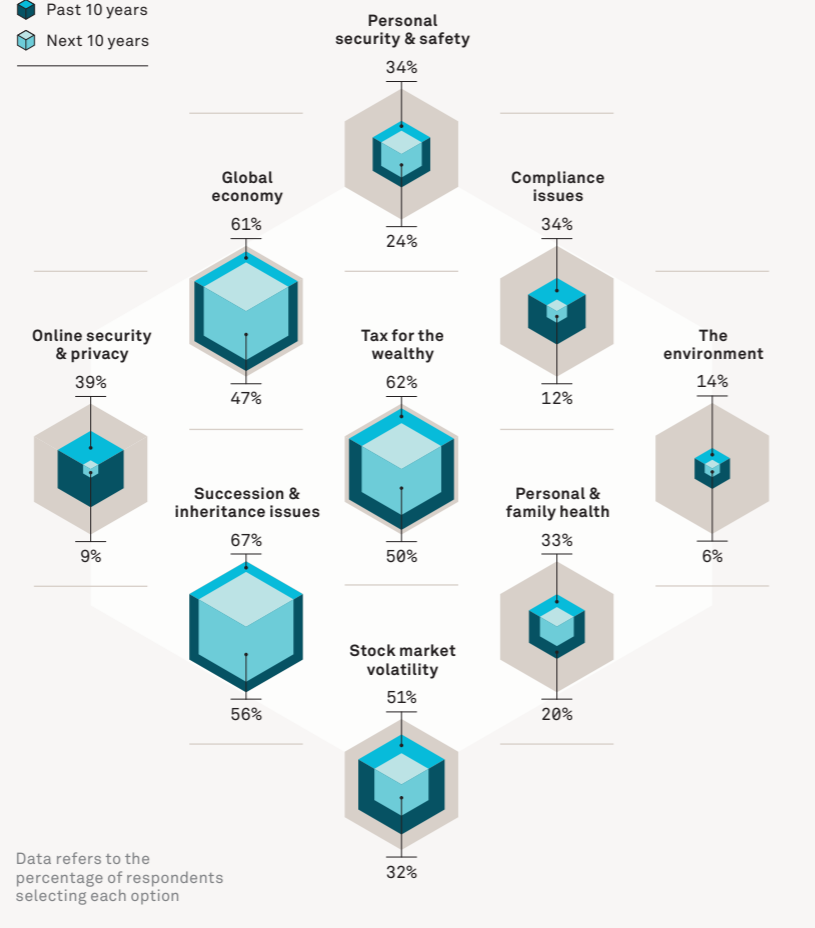 Past 10 years
Next 10 years
Personal
security & safety
34%
24%
Global
economy
61%
47%
Compliance
issues
34%
12%
Online security
& privacy
39%
9%
Tax for the
wealthy
62%
50%
The
environment
14%
6%
Succession &
inheritance issues
67%
56%
Personal &
family health
33%
20%
Stock market
volatility
51%
32%
Data refers to the
percentage of respondents
selecting each option